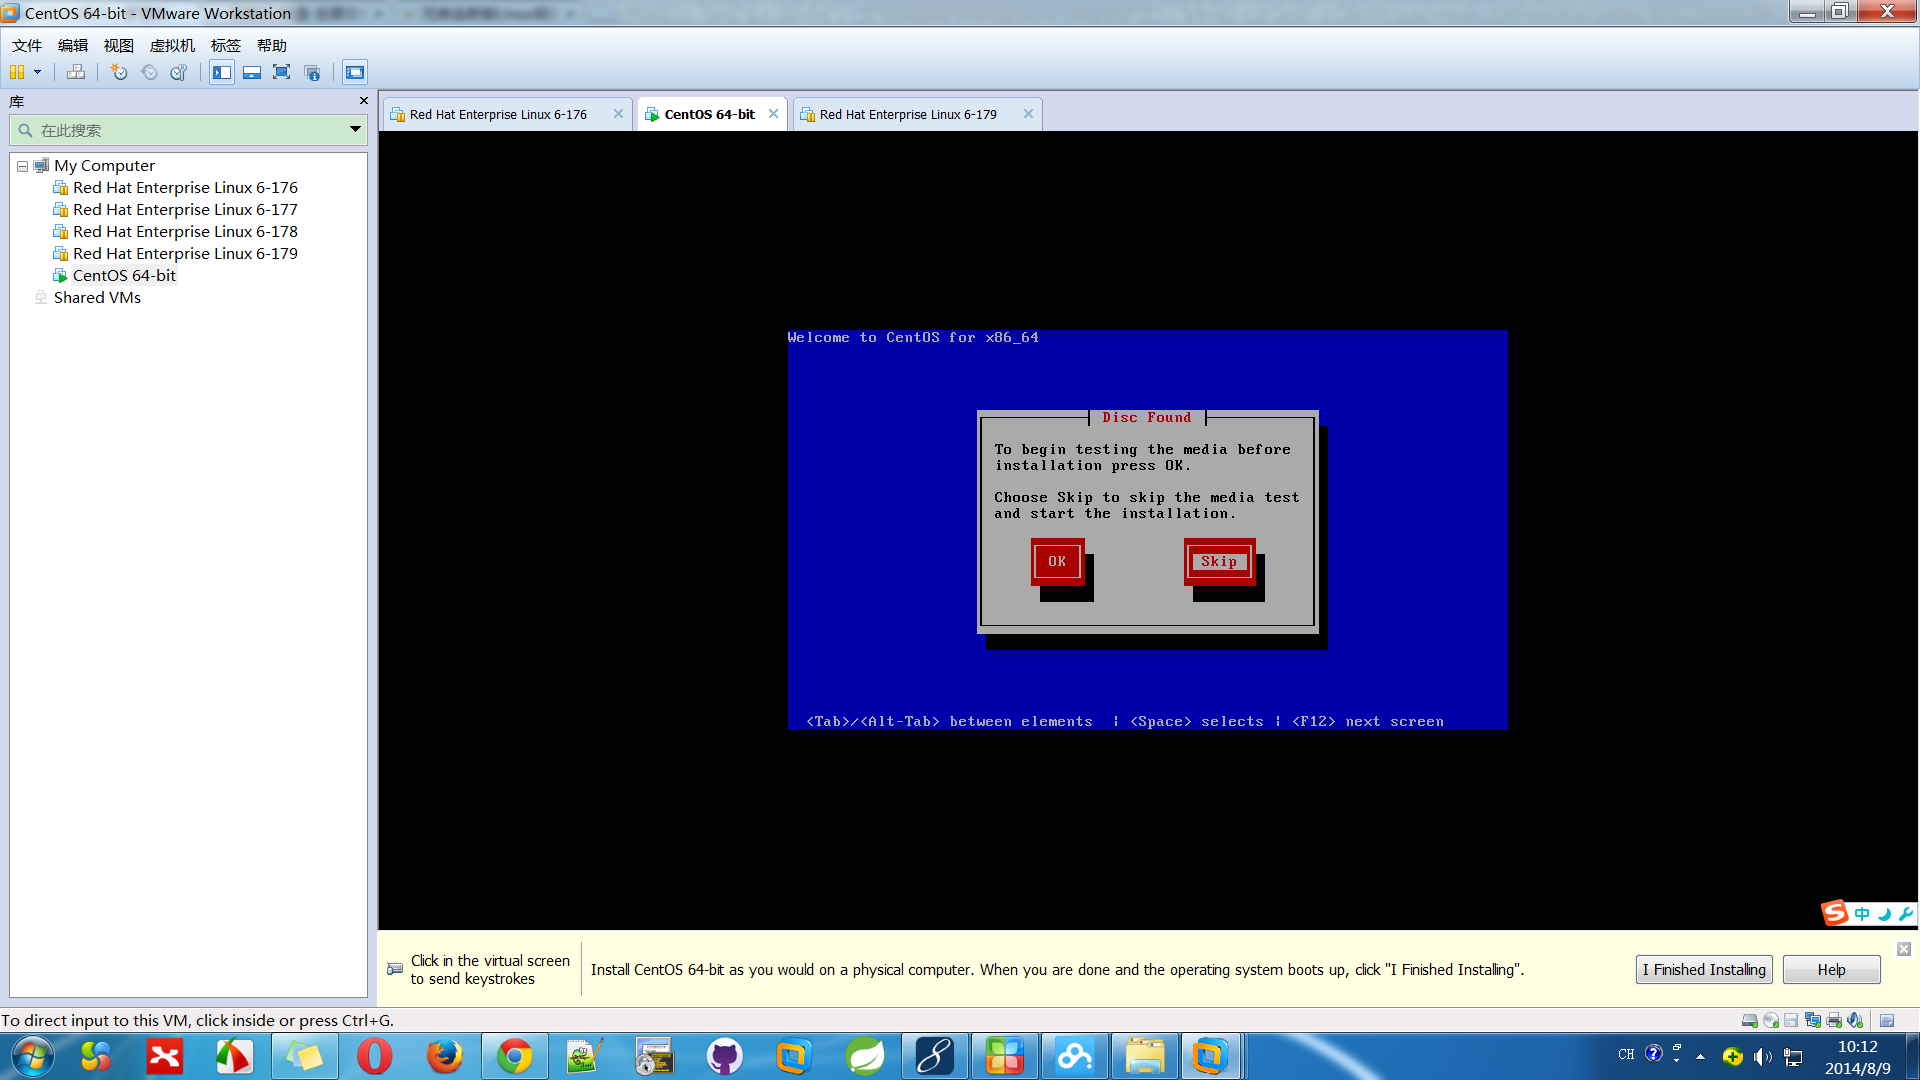 CentOS 64-bit - VMware Workstation
文件 编辑 视图 虚拟机 标签 帮助
库
在此搜索
My Computer
Red Hat Enterprise Linux 6-176
Red Hat Enterprise Linux 6-177
Red Hat Enterprise Linux 6-178
Red Hat Enterprise Linux 6-179
CentOS 64-bit
Shared VMs
Red Hat Enterprise Linux 6-176
CentOS 64-bit
Red Hat Enterprise Linux 6-179
Welcome to CentOS for x86_64
Disc Found
To begin testing the media before
installation press OK.
Choose Skip to skip the media test
and start the installation.
OK
Skip
<Tab>/<Alt-Tab> between elements | <Space> selects | <F12> next screen
中
Click in the virtual screen
to send keystrokes
Install CentOS 64-bit as you would on a physical computer. When you are done and the operating system boots up, click "I Finished Installing".
I Finished Installing
Help
To direct input to this VM, click inside or press Ctrl+G.
CH
10:12
2014/8/9